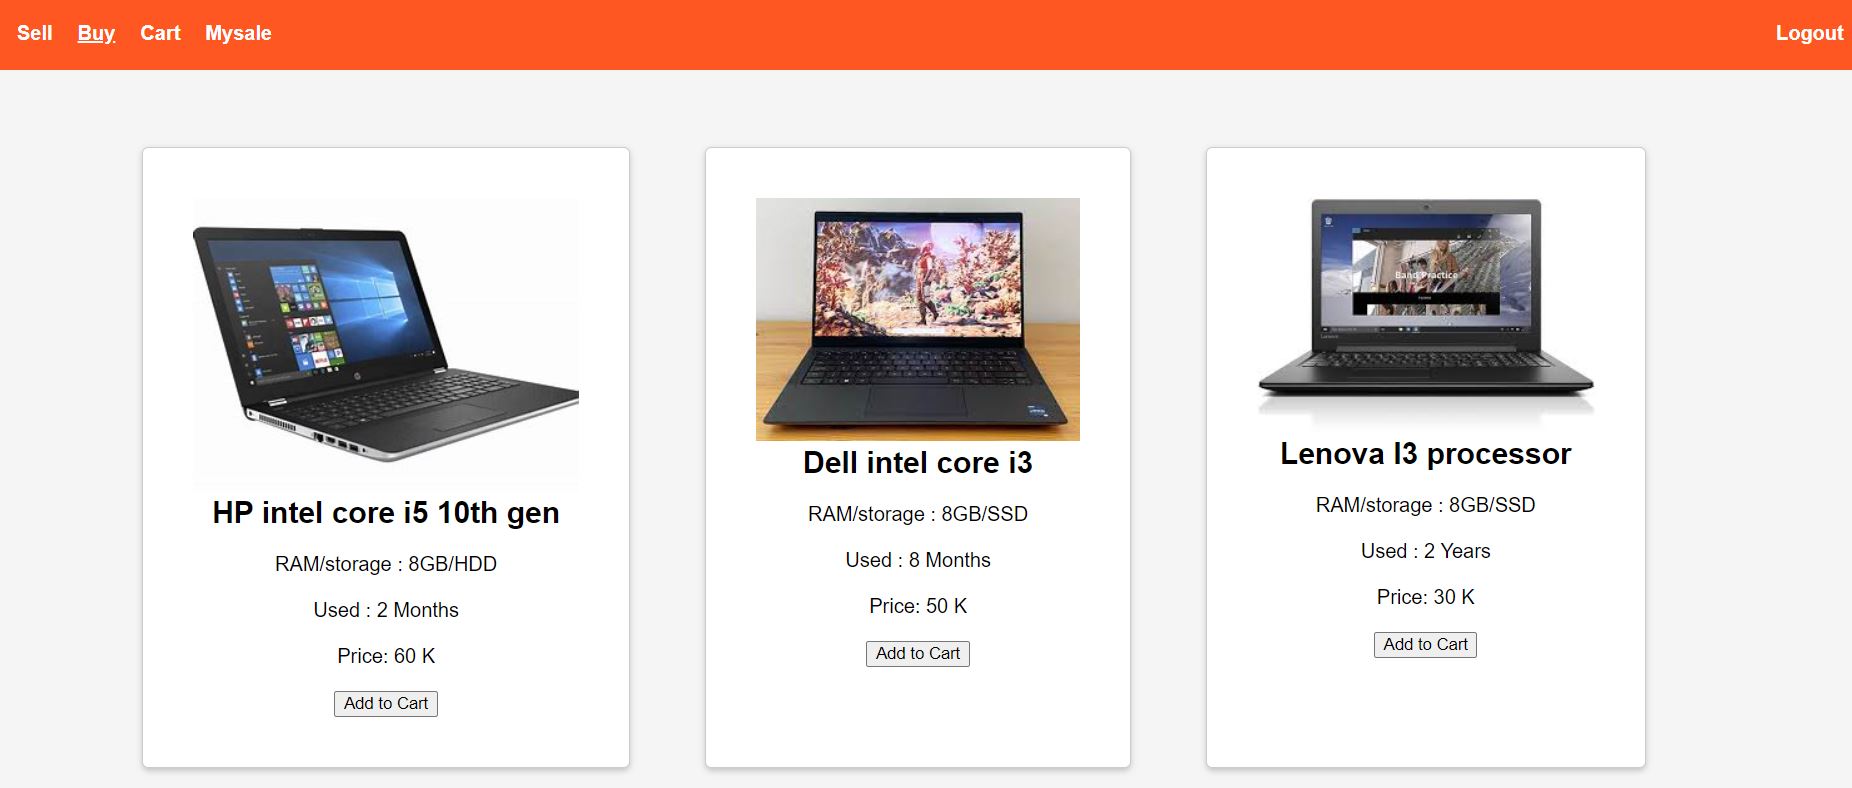 Sell Buy Cart Mysale Logout
Band Practice
HP intel core i5 10th gen
RAM/storage : 8GB/HDD
Used : 2 Months
Price: 60 K
Add to Cart
Dell intel core i3
RAM/storage : 8GB/SSD
Used : 8 Months
Price: 50 K
Add to Cart
Lenova I3 processor
RAM/storage : 8GB/SSD
Used : 2 Years
Price: 30 K
Add to Cart